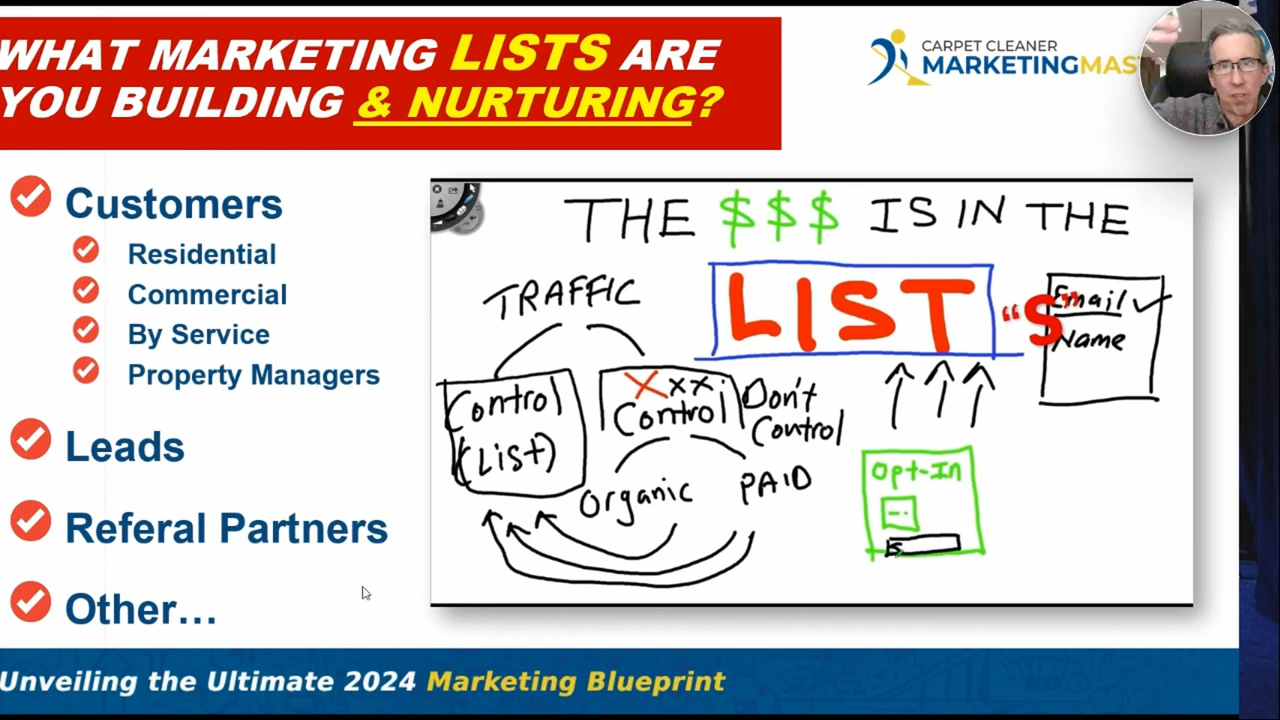 WHAT MARKETING LISTS ARE
YOU BUILDING & NURTURING?
CARPET CLEANER
MARKETINGMAST
Customers
Residential
Commercial
By Service
Property Managers
Leads
Referal Partners
Other…
THE $$$ IS IN THE
LIST "S"
TRAFFIC
Email
Name
Control
(List)
XXX
Control
Don't
Control
Organic
PAID
Opt-In
Unveiling the Ultimate 2024 Marketing Blueprint